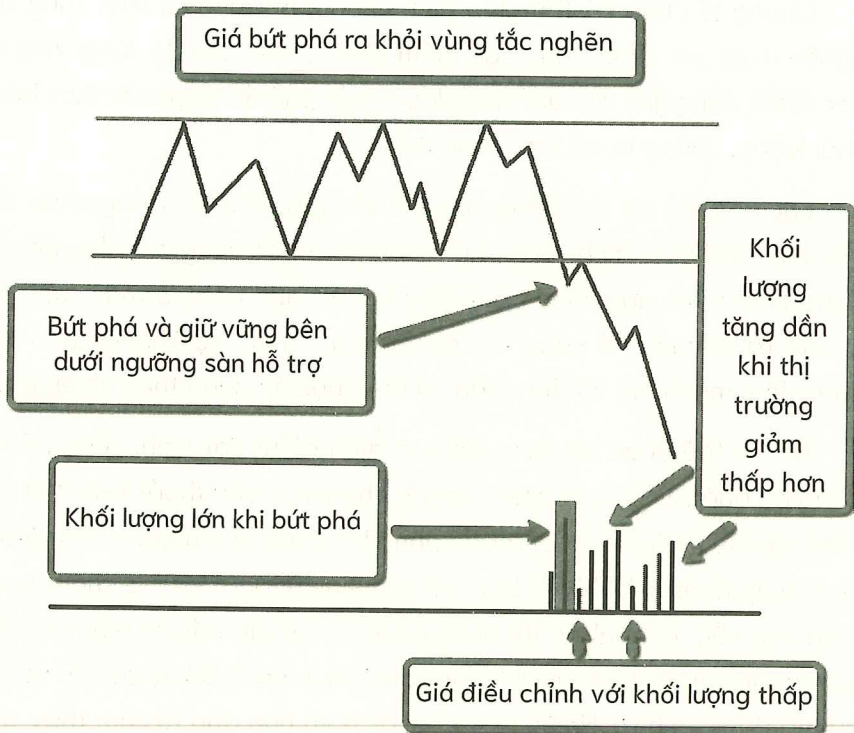 Giá bứt phá ra khỏi vùng tắc nghẽn
Bứt phá và giữ vững bên
dưới ngưỡng sàn hỗ trợ
Khối
lượng
tăng dần
khi thị
trường
giảm
thấp hơn
Khối lượng lớn khi bứt phá
Giá điều chỉnh với khối lượng thấp